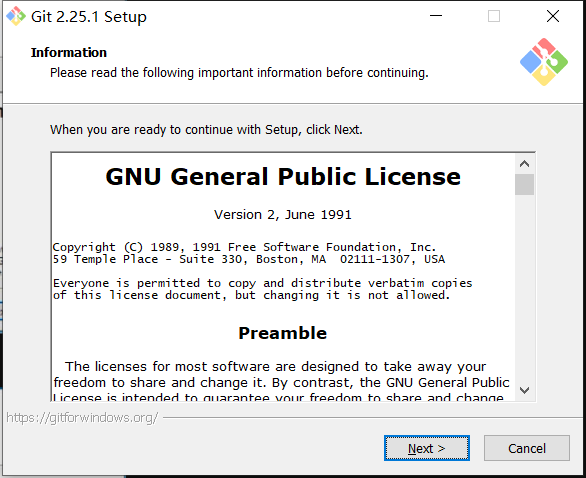 Git 2.25.1 Setup
Information
Please read the following important information before continuing.
When you are ready to continue with Setup, click Next.
GNU General Public License
Version 2, June 1991
Copyright (C) 1989, 1991 Free Software Foundation, Inc.
59 Temple Place - Suite 330, Boston, MA  02111-1307, USA
Everyone is permitted to copy and distribute verbatim copies
of this license document, but changing it is not allowed.
Preamble
The licenses for most software are designed to take away your
freedom to share and change it. By contrast, the GNU General Public
License is intended to guarantee your freedom to share and change
https://gitforwindows.org/
Next >
Cancel